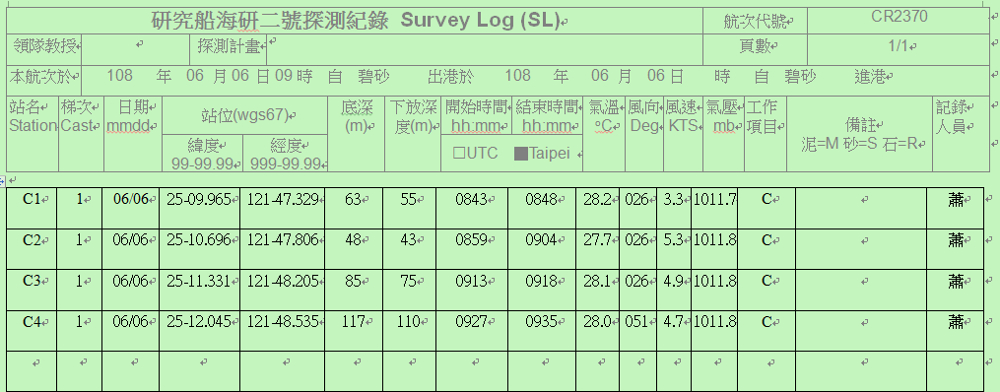 研究船海研二號探測紀錄 Survey Log (SL) 航次代號 CR2370
領隊教授 探測計畫 頁數 1/1
本航次於 108 年 06 月 06 日 09 時 自 碧砂 出港於 108 年 06 月 06 日 時 自 碧砂 進港
站名 Station 梯次 Cast 日期 mmdd 站位(wgs67) 緯度 99-99.99 經度 999-99.99 底深 (m) 下放深度(m) 開始時間 hh:mm 結束時間 hh:mm □UTC ■Taipei 氣溫 °C 風向 Deg 風速 KTS 氣壓 mb 工作項目 備註 泥=M 砂=S 石=R 記錄人員
C1 1 06/06 25-09.965 121-47.329 63 55 0843 0848 28.2 026 3.3 1011.7 C 蕭
C2 1 06/06 25-10.696 121-47.806 48 43 0859 0904 27.7 026 5.3 1011.8 C 蕭
C3 1 06/06 25-11.331 121-48.205 85 75 0913 0918 28.1 026 4.9 1011.8 C 蕭
C4 1 06/06 25-12.045 121-48.535 117 110 0927 0935 28.0 051 4.7 1011.8 C 蕭